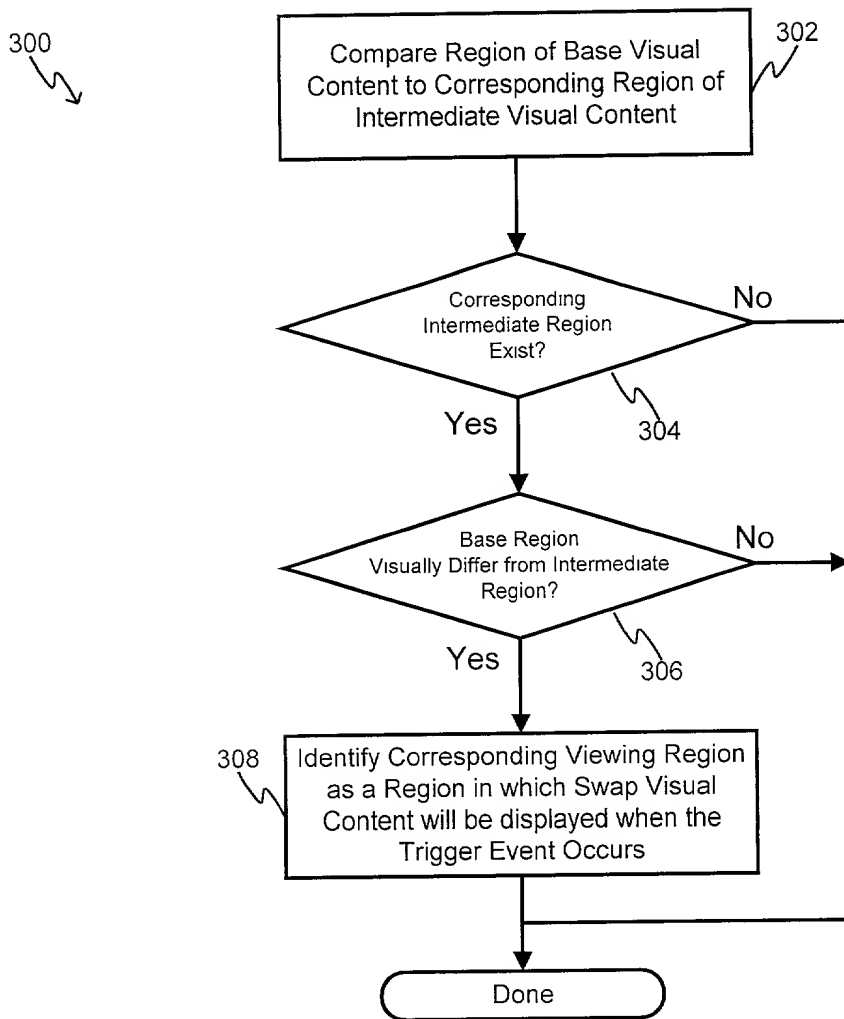 300
Compare Region of Base Visual
Content to Corresponding Region of
Intermediate Visual Content
302
Corresponding
Intermediate Region
Exist?
No
304
Yes
Base Region
Visually Differ from Intermediate
Region?
No
306
Yes
308
Identify Corresponding Viewing Region
as a Region in which Swap Visual
Content will be displayed when the
Trigger Event Occurs
Done